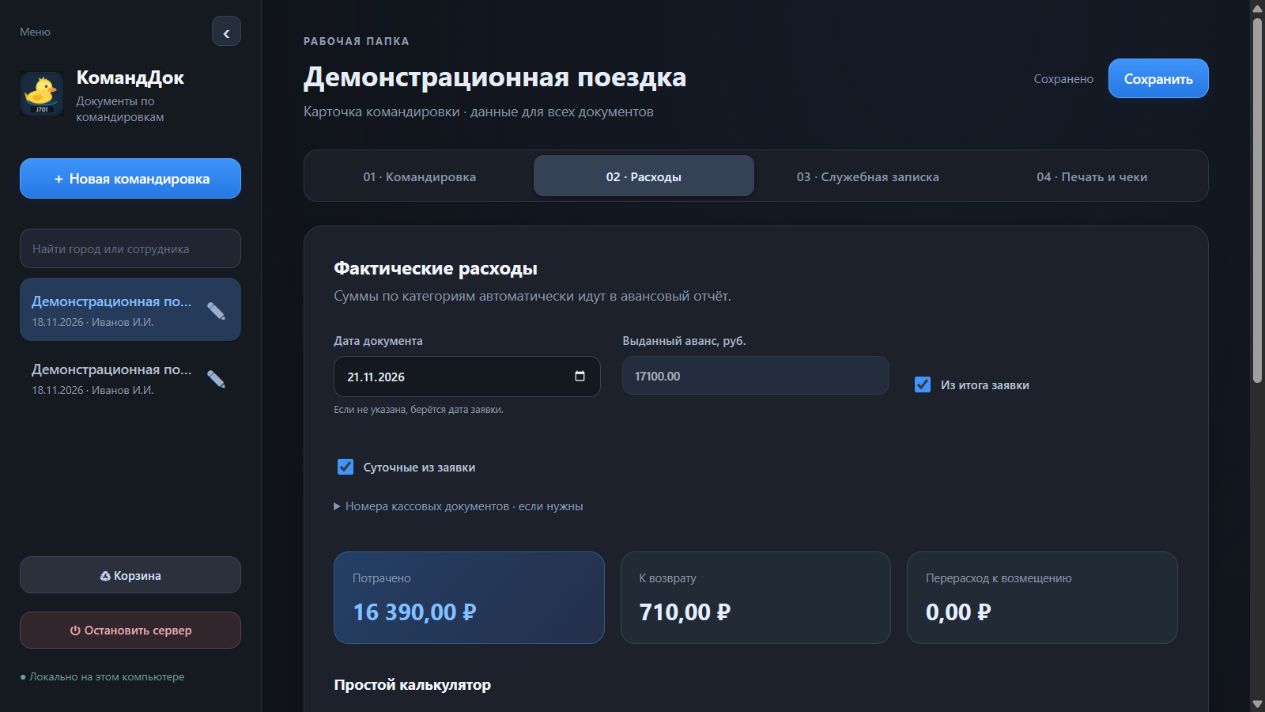 Меню
КомандДок
Документы по
командировкам
+ Новая командировка
Найти город или сотрудника
Демонстрационная по...
18.11.2026 · Иванов И.И.
Демонстрационная по...
18.11.2026 · Иванов И.И.
Корзина
Остановить сервер
Локально на этом компьютере
РАБОЧАЯ ПАПКА
Демонстрационная поездка
Карточка командировки · данные для всех документов
Сохранено
Сохранить
01 · Командировка
02 · Расходы
03 · Служебная записка
04 · Печать и чеки
Фактические расходы
Суммы по категориям автоматически идут в авансовый отчёт.
Дата документа
21.11.2026
Если не указана, берётся дата заявки.
Выданный аванс, руб.
17100.00
Из итога заявки
Суточные из заявки
Номера кассовых документов · если нужны
Потрачено
16 390,00 ₽
К возврату
710,00 ₽
Перерасход к возмещению
0,00 ₽
Простой калькулятор